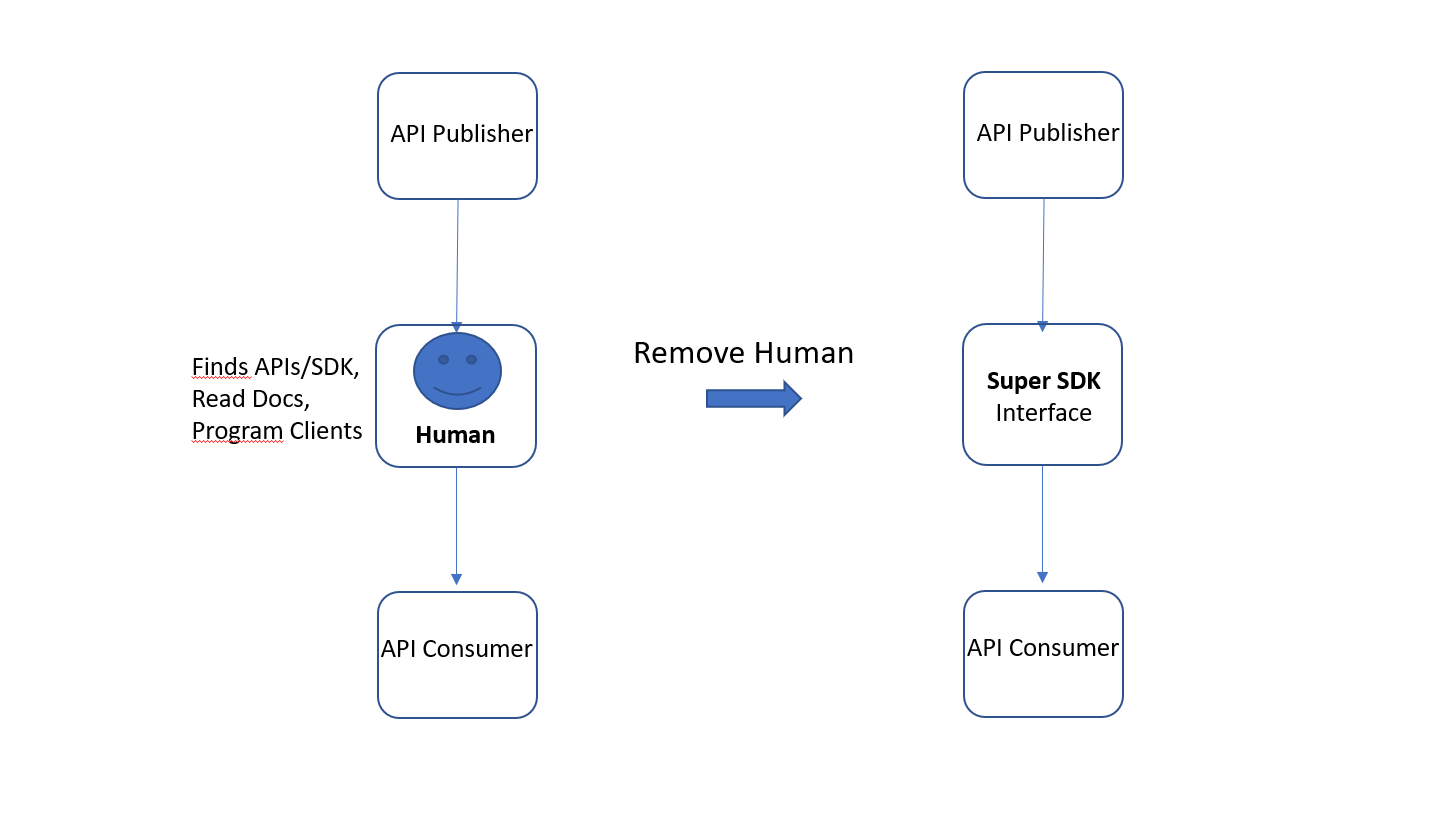 API Publisher
API Publisher
Finds APIs/SDK,
Read Docs,
Program Clients
Human
Remove Human
Super SDK
Interface
API Consumer
API Consumer